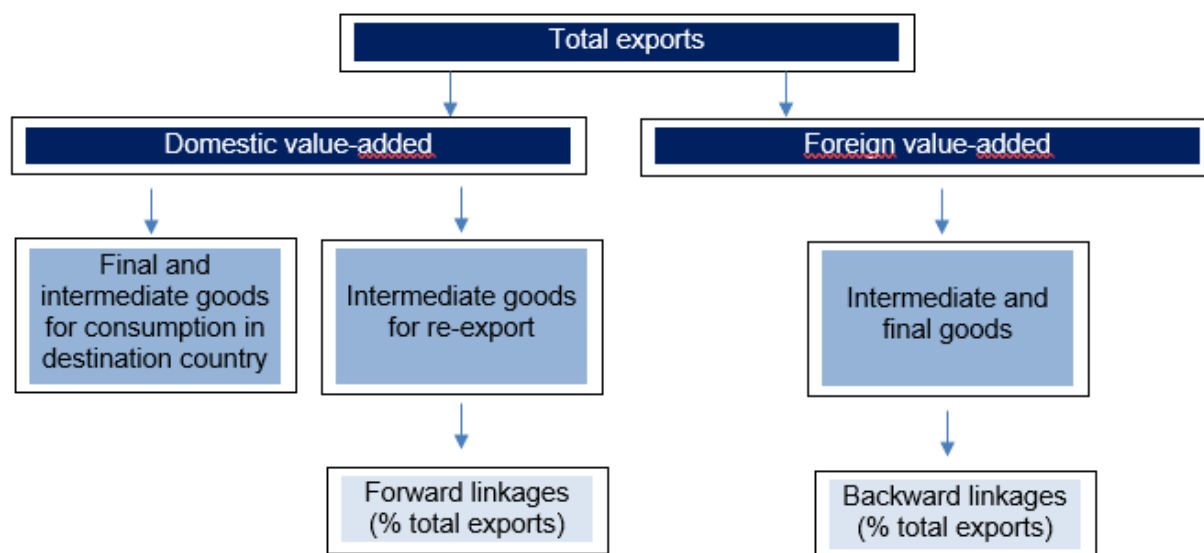 Total exports
Domestic value-added
Foreign value-added
Final and
intermediate goods
for consumption in
destination country
Intermediate goods
for re-export
Intermediate and
final goods
Forward linkages
(% total exports)
Backward linkages
(% total exports)